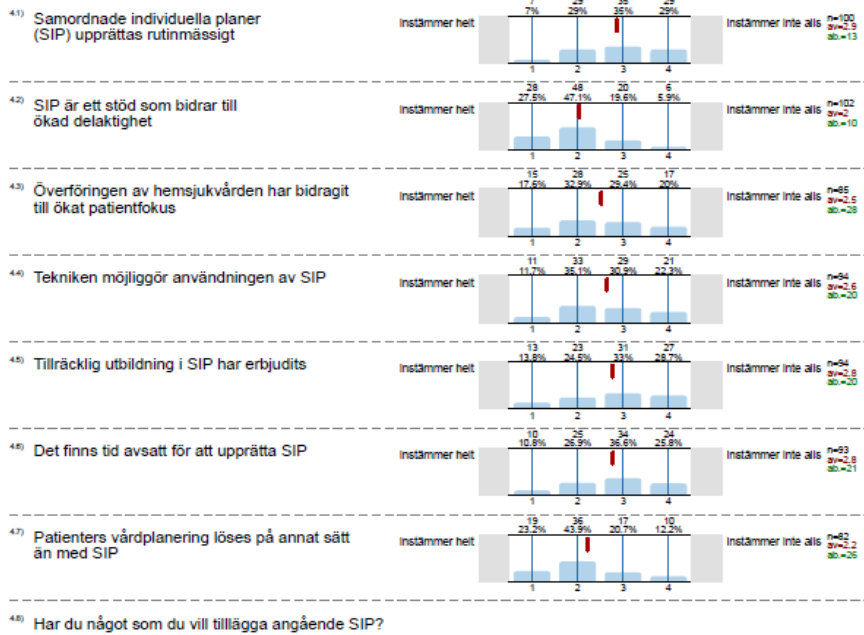 7 29 35 29
4.1) Samordnade individuella planer
(SIP) upprättas rutinmässigt
Instämmer helt
7% 29% 35% 29%
1 2 3 4
Instämmer inte alls
n=100
av=2.9
ab.=13
4.2) SIP är ett stöd som bidrar till
ökad delaktighet
Instämmer helt
28 48 20 6
27.5% 47.1% 19.6% 5.9%
1 2 3 4
Instämmer inte alls
n=102
av=2
ab.=10
4.3) Överföringen av hemsjukvården har bidragit
till ökat patientfokus
Instämmer helt
15 28 25 17
17.6% 32.9% 29.4% 20%
1 2 3 4
Instämmer inte alls
n=85
av=2.5
ab.=28
4.4) Tekniken möjliggör användningen av SIP
Instämmer helt
11 33 29 21
11.7% 35.1% 30.9% 22.3%
1 2 3 4
Instämmer inte alls
n=94
av=2.6
ab.=20
4.5) Tillräcklig utbildning i SIP har erbjudits
Instämmer helt
13 23 31 27
13.8% 24.5% 33% 28.7%
1 2 3 4
Instämmer inte alls
n=94
av=2.8
ab.=20
4.6) Det finns tid avsatt för att upprätta SIP
Instämmer helt
10 25 34 24
10.8% 26.9% 36.6% 25.8%
1 2 3 4
Instämmer inte alls
n=93
av=2.8
ab.=21
4.7) Patienters vårdplanering löses på annat sätt
än med SIP
Instämmer helt
19 36 17 10
23.2% 43.9% 20.7% 12.2%
1 2 3 4
Instämmer inte alls
n=82
av=2.2
ab.=26
4.8) Har du något som du vill tilllägga angående SIP?